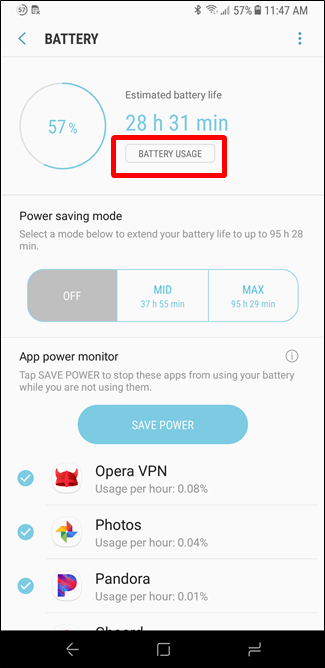 57
57%
11:47 AM
BATTERY
57%
Estimated battery life
28 h 31 min
BATTERY USAGE
Power saving mode
Select a mode below to extend your battery life to up to 95 h 28
min.
OFF
MID
37 h 55 min
MAX
95 h 29 min
App power monitor
Tap SAVE POWER to stop these apps from using your battery
while you are not using them.
SAVE POWER
Opera VPN
Usage per hour: 0.08%
Photos
Usage per hour: 0.04%
Pandora
Usage per hour: 0.01%